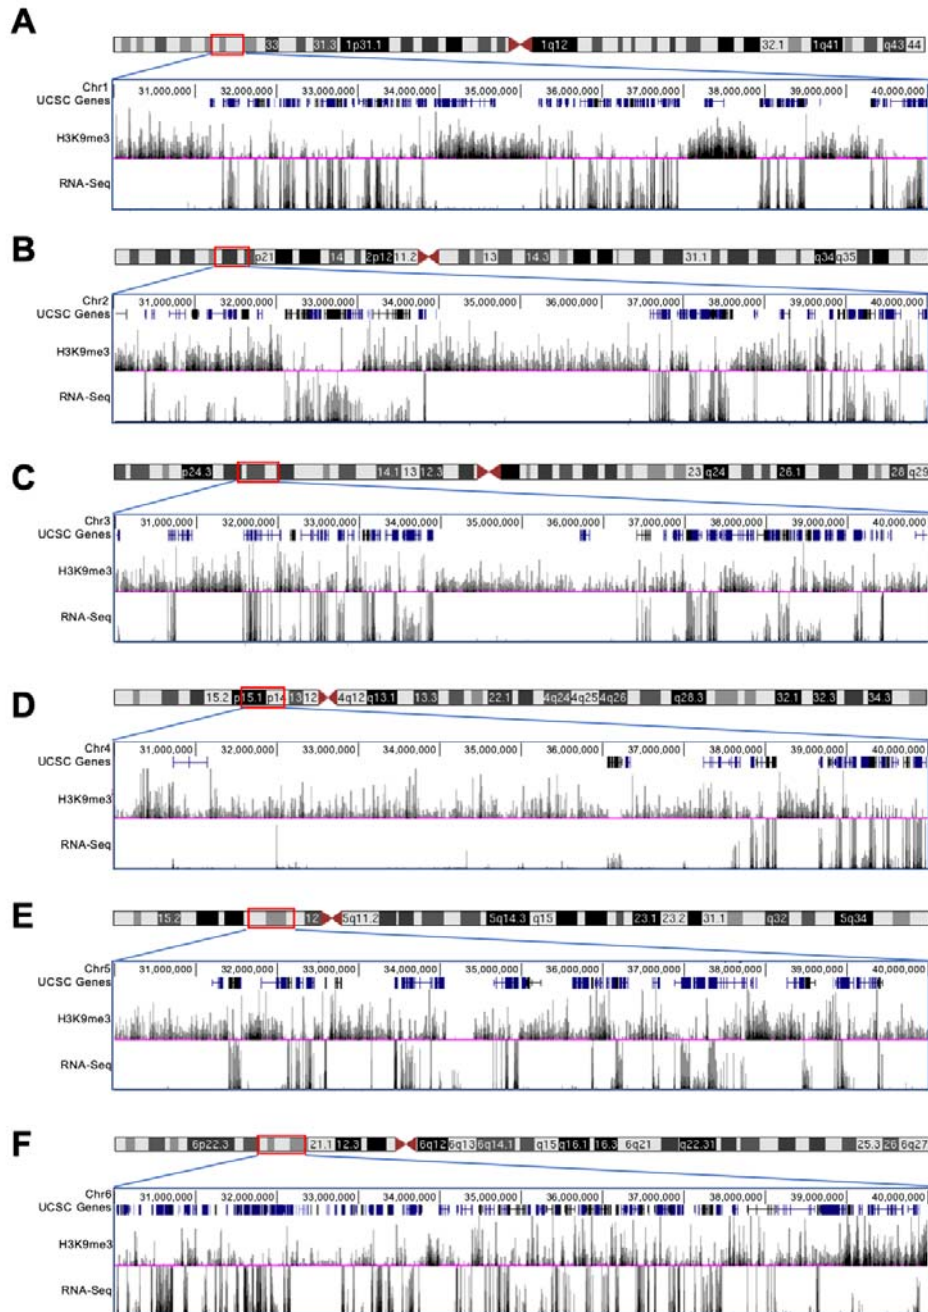 A
33 31.3 1p31.1 1q12 32.1 1q41 q43 44
Chr1 31,000,000 32,000,000 33,000,000 34,000,000 35,000,000 36,000,000 37,000,000 38,000,000 39,000,000 40,000,000
UCSC Genes
H3K9me3
RNA-Seq
B
p21 14 2p12 11.2 13 14.3 31.1 q34 q35
Chr2 31,000,000 32,000,000 33,000,000 34,000,000 35,000,000 36,000,000 37,000,000 38,000,000 39,000,000 40,000,000
UCSC Genes
H3K9me3
RNA-Seq
C
p24.3 14.1 13 12.3 23 q24 26.1 28 q29
Chr3 31,000,000 32,000,000 33,000,000 34,000,000 35,000,000 36,000,000 37,000,000 38,000,000 39,000,000 40,000,000
UCSC Genes
H3K9me3
RNA-Seq
D
15.2 p15.1 p14 13 12 4q12 q13.1 13.3 22.1 4q24 4q25 4q26 q28.3 32.1 32.3 34.3
Chr4 31,000,000 32,000,000 33,000,000 34,000,000 35,000,000 36,000,000 37,000,000 38,000,000 39,000,000 40,000,000
UCSC Genes
H3K9me3
RNA-Seq
E
15.2 12 5q11.2 5q14.3 q15 23.1 23.2 31.1 q32 5q34
Chr5 31,000,000 32,000,000 33,000,000 34,000,000 35,000,000 36,000,000 37,000,000 38,000,000 39,000,000 40,000,000
UCSC Genes
H3K9me3
RNA-Seq
F
6p22.3 21.1 12.3 6q12 6q13 6q14.1 q15 q16.1 16.3 6q21 q22.31 25.3 26 6q27
Chr6 31,000,000 32,000,000 33,000,000 34,000,000 35,000,000 36,000,000 37,000,000 38,000,000 39,000,000 40,000,000
UCSC Genes
H3K9me3
RNA-Seq